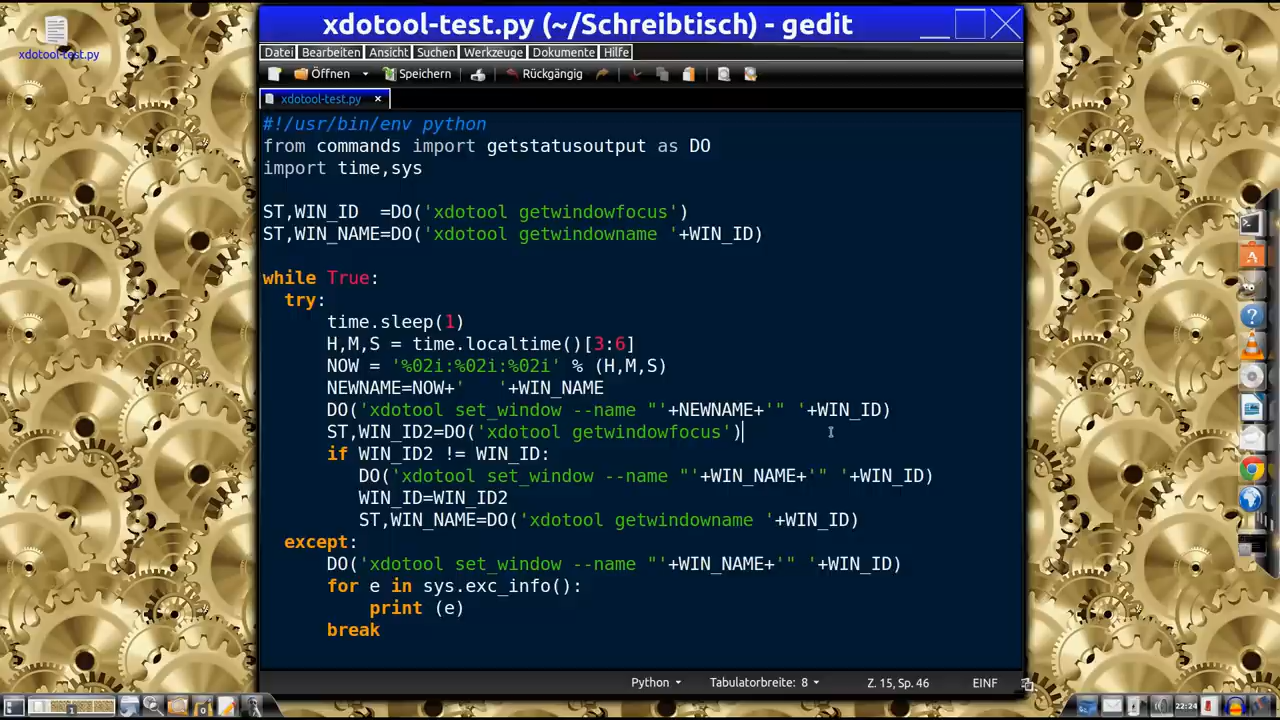 xdotool-test.py (~/Schreibtisch) - gedit
xdotool-test.py
Datei Bearbeiten Ansicht Suchen Werkzeuge Dokumente Hilfe
Öffnen Speichern Rückgängig
xdotool-test.py ×
#!/usr/bin/env python
from commands import getstatusoutput as DO
import time,sys

ST,WIN_ID  =DO('xdotool getwindowfocus')
ST,WIN_NAME=DO('xdotool getwindowname '+WIN_ID)

while True:
  try:
      time.sleep(1)
      H,M,S = time.localtime()[3:6]
      NOW = '%02i:%02i:%02i' % (H,M,S)
      NEWNAME=NOW+'   '+WIN_NAME
      DO('xdotool set_window --name "'+NEWNAME+'" '+WIN_ID)
      ST,WIN_ID2=DO('xdotool getwindowfocus')
      if WIN_ID2 != WIN_ID:
         DO('xdotool set_window --name "'+WIN_NAME+'" '+WIN_ID)
         WIN_ID=WIN_ID2
         ST,WIN_NAME=DO('xdotool getwindowname '+WIN_ID)
  except:
      DO('xdotool set_window --name "'+WIN_NAME+'" '+WIN_ID)
      for e in sys.exc_info():
          print (e)
      break
Python Tabulatorbreite: 8 Z. 15, Sp. 46 EINF
1 22:24